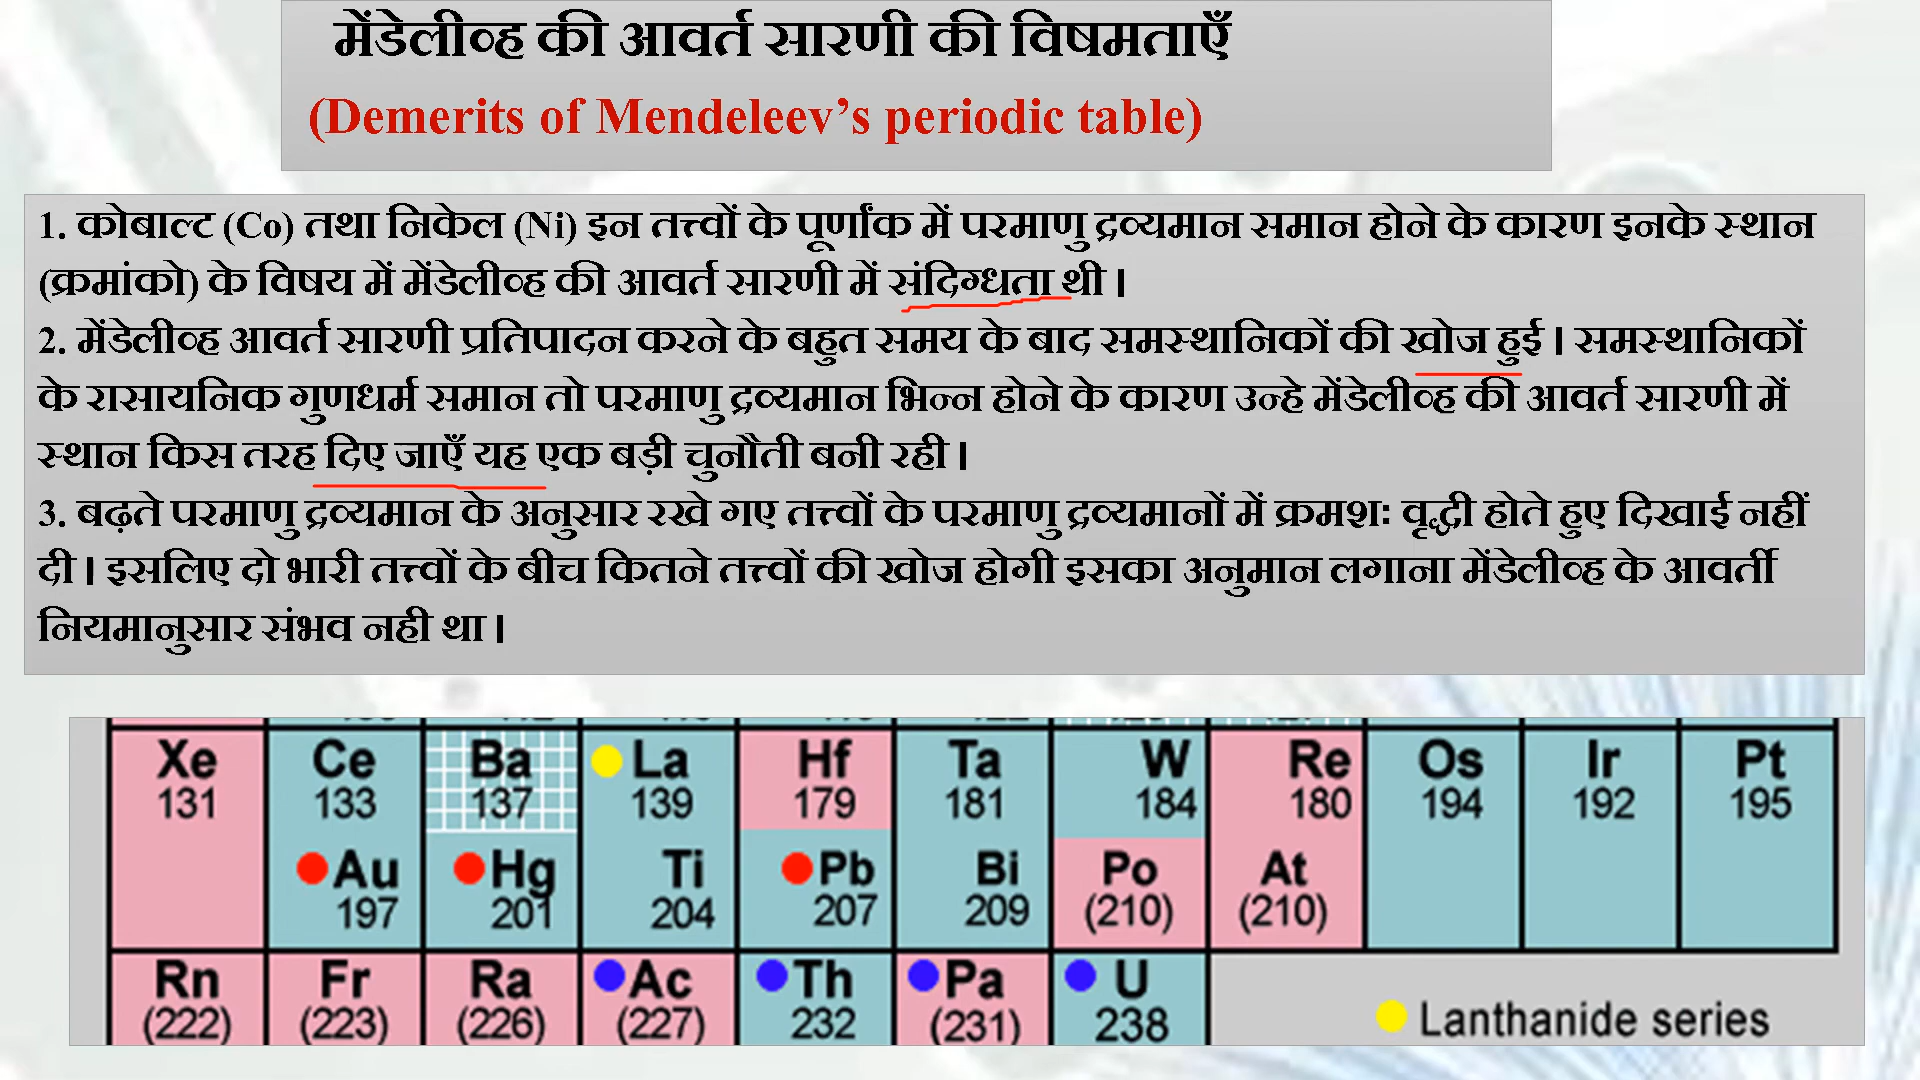 मेंडेलीव्ह की आवर्त सारणी की विषमताएँ
(Demerits of Mendeleev’s periodic table)
1. कोबाल्ट (Co) तथा निकेल (Ni) इन तत्त्वों के पूर्णांक में परमाणु द्रव्यमान समान होने के कारण इनके स्थान
(क्रमांको) के विषय में मेंडेलीव्ह की आवर्त सारणी में संदिग्धता थी ।
2. मेंडेलीव्ह आवर्त सारणी प्रतिपादन करने के बहुत समय के बाद समस्थानिकों की खोज हुई । समस्थानिकों
के रासायनिक गुणधर्म समान तो परमाणु द्रव्यमान भिन्न होने के कारण उन्हे मेंडेलीव्ह की आवर्त सारणी में
स्थान किस तरह दिए जाएँ यह एक बड़ी चुनौती बनी रही ।
3. बढ़ते परमाणु द्रव्यमान के अनुसार रखे गए तत्त्वों के परमाणु द्रव्यमानों में क्रमशः वृद्धी होते हुए दिखाई नहीं
दी । इसलिए दो भारी तत्त्वों के बीच कितने तत्त्वों की खोज होगी इसका अनुमान लगाना मेंडेलीव्ह के आवर्ती
नियमानुसार संभव नही था ।
Xe Ce Ba La Hf Ta W Re Os Ir Pt
131 133 137 139 179 181 184 180 194 192 195
Au Hg Ti Pb Bi Po At
197 201 204 207 209 (210) (210)
Rn Fr Ra Ac Th Pa U
(222) (223) (226) (227) 232 (231) 238
Lanthanide series